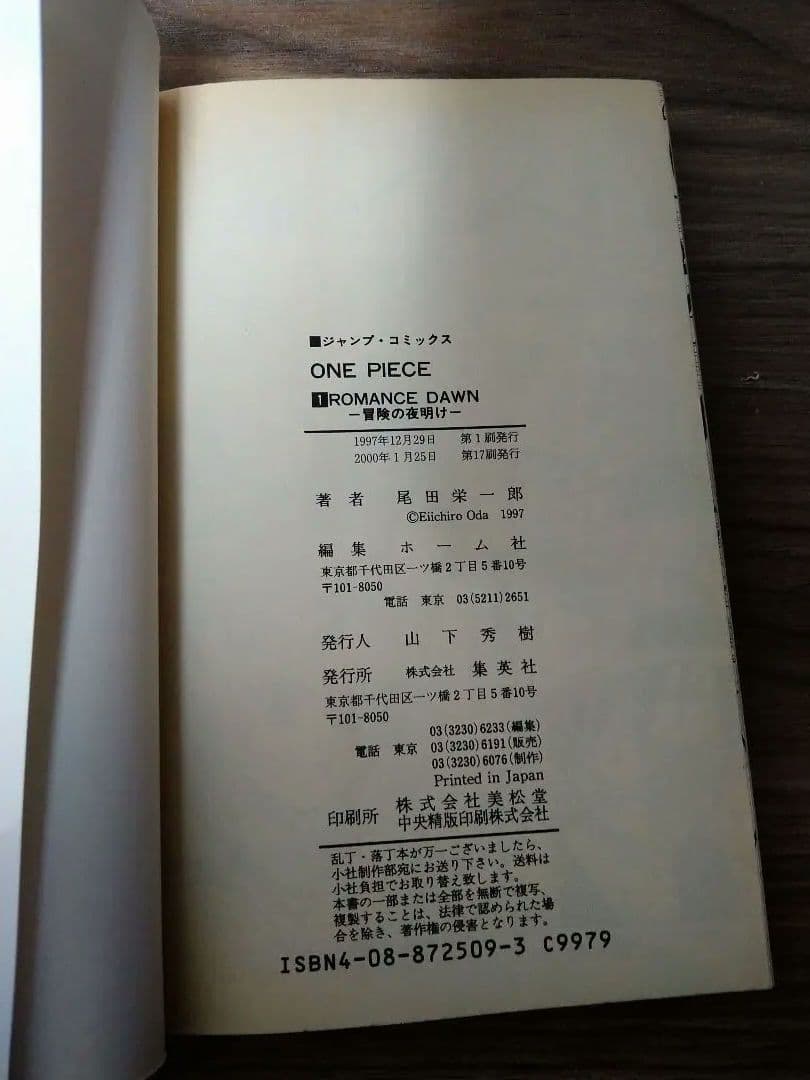 ■ジャンプ・コミックス
ONE PIECE
1 ROMANCE DAWN
－冒険の夜明け－
1997年12月29日 第1刷発行
2000年1月25日 第17刷発行
著者 尾田栄一郎
©Eiichiro Oda 1997
編集 ホーム社
東京都千代田区一ツ橋2丁目5番10号
〒101-8050
電話 東京 03(5211)2651
発行人 山下秀樹
発行所 株式会社 集英社
東京都千代田区一ツ橋2丁目5番10号
〒101-8050
03(3230)6233(編集)
電話 東京 03(3230)6191(販売)
03(3230)6076(制作)
Printed in Japan
印刷所 株式会社美松堂
中央精版印刷株式会社
乱丁・落丁本が万一ございましたら、
小社制作部宛にお送り下さい。送料は
小社負担でお取り替え致します。
本書の一部または全部を無断で複写、
複製することは、法律で認められた場
合を除き、著作権の侵害となります。
ISBN4-08-872509-3 C9979